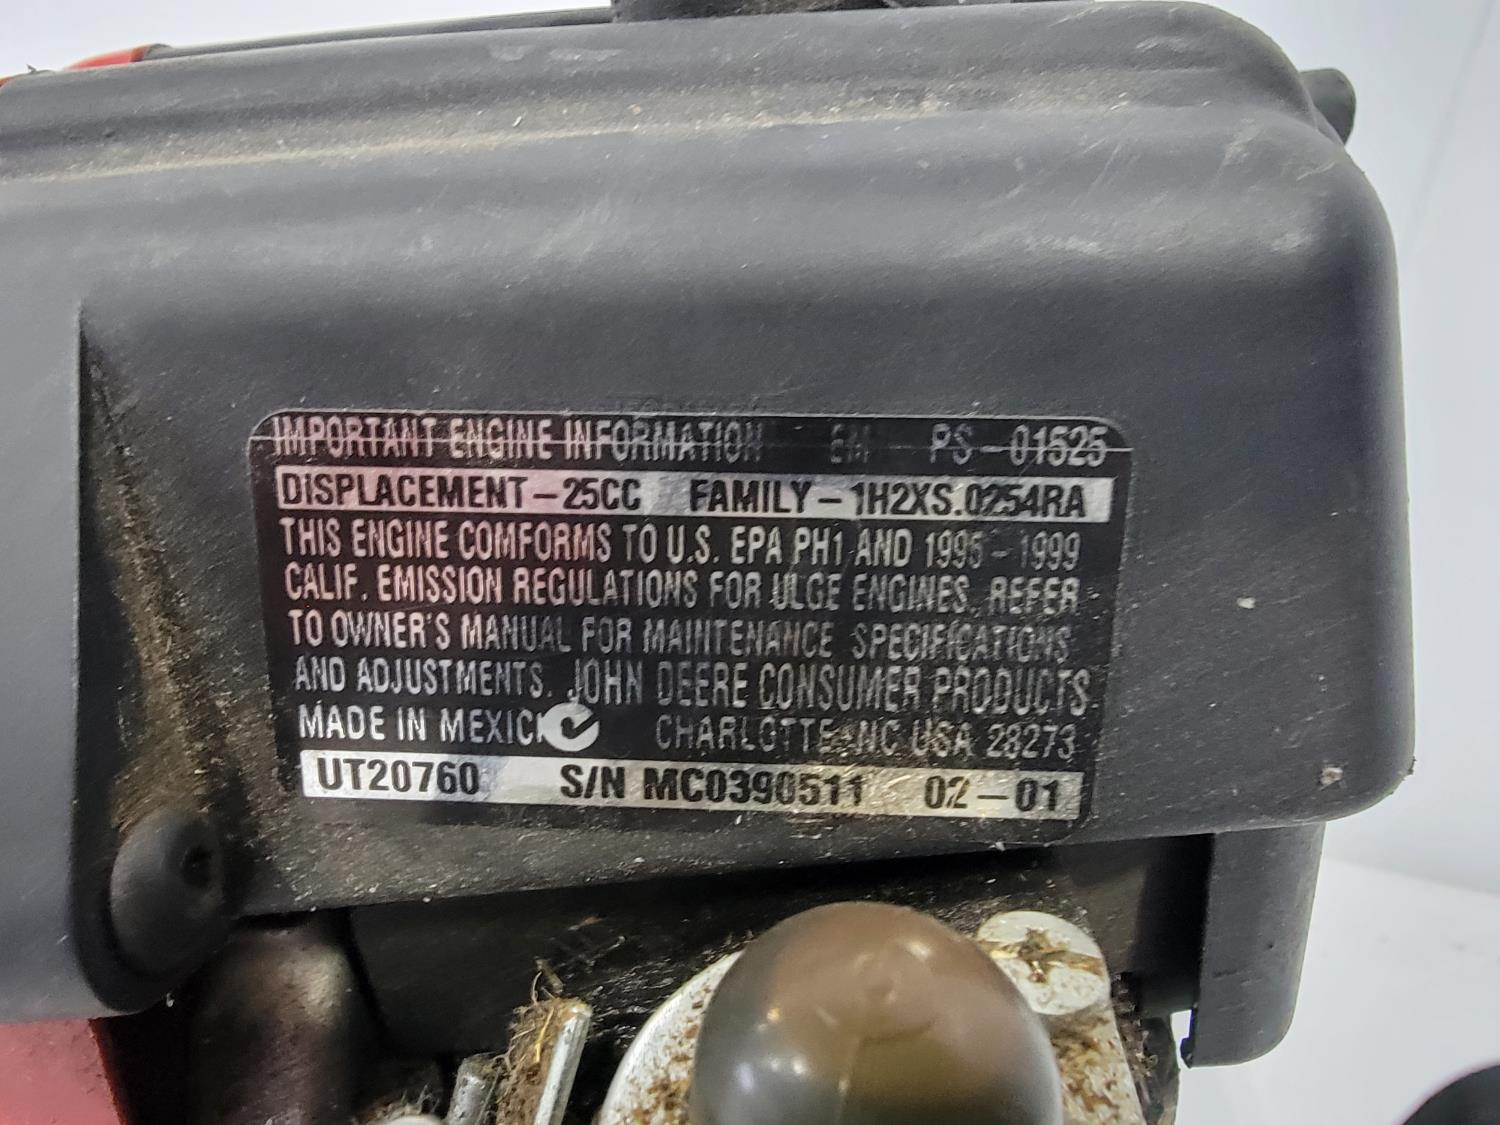 IMPORTANT ENGINE INFORMATION EM PS-01525
DISPLACEMENT-25CC FAMILY-1H2XS.0254RA
THIS ENGINE COMFORMS TO U.S. EPA PH1 AND 1995-1999
CALIF. EMISSION REGULATIONS FOR ULGE ENGINES. REFER
TO OWNER'S MANUAL FOR MAINTENANCE SPECIFICATIONS
AND ADJUSTMENTS. JOHN DEERE CONSUMER PRODUCTS
MADE IN MEXICO CHARLOTTE, NC USA 28273
UT20760 S/N MC0390511 02-01